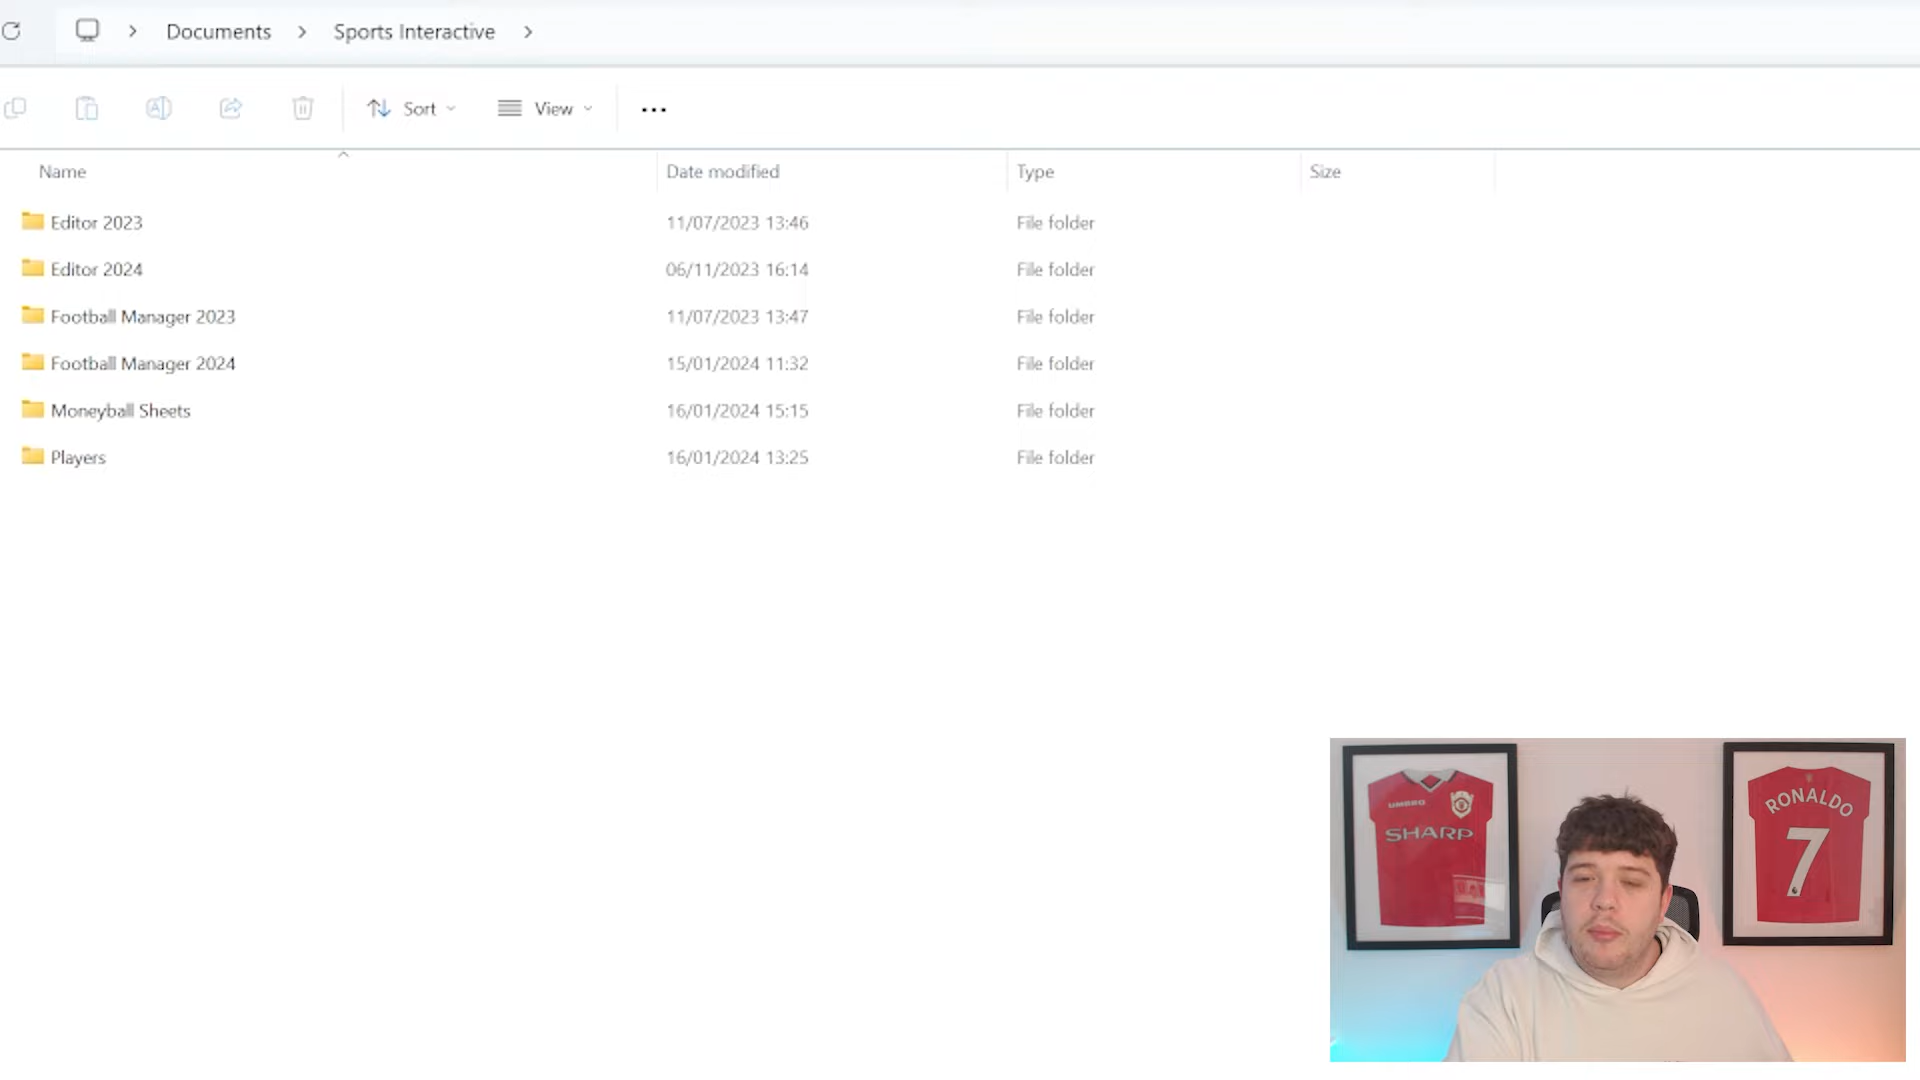 Documents Sports Interactive
Sort View
Name Date modified Type Size
Editor 2023 11/07/2023 13:46 File folder
Editor 2024 06/11/2023 16:14 File folder
Football Manager 2023 11/07/2023 13:47 File folder
Football Manager 2024 15/01/2024 11:32 File folder
Moneyball Sheets 16/01/2024 15:15 File folder
Players 16/01/2024 13:25 File folder
UMBRO
SHARP
RONALDO
7